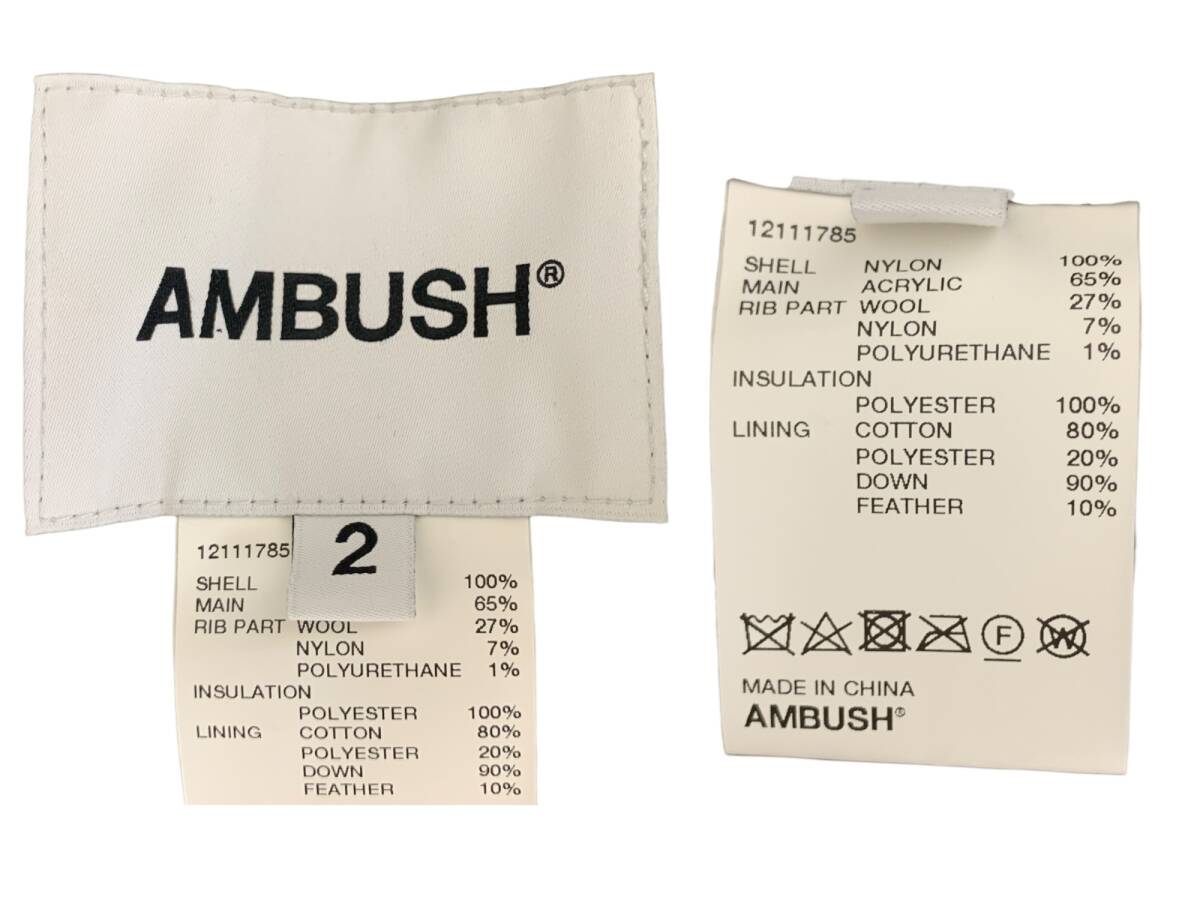 AMBUSH®
2
12111785
SHELL 100%
MAIN 65%
RIB PART WOOL 27%
NYLON 7%
POLYURETHANE 1%
INSULATION
POLYESTER 100%
LINING COTTON 80%
POLYESTER 20%
DOWN 90%
FEATHER 10%
12111785
SHELL NYLON 100%
MAIN ACRYLIC 65%
RIB PART WOOL 27%
NYLON 7%
POLYURETHANE 1%
INSULATION
POLYESTER 100%
LINING COTTON 80%
POLYESTER 20%
DOWN 90%
FEATHER 10%
F W
MADE IN CHINA
AMBUSH®